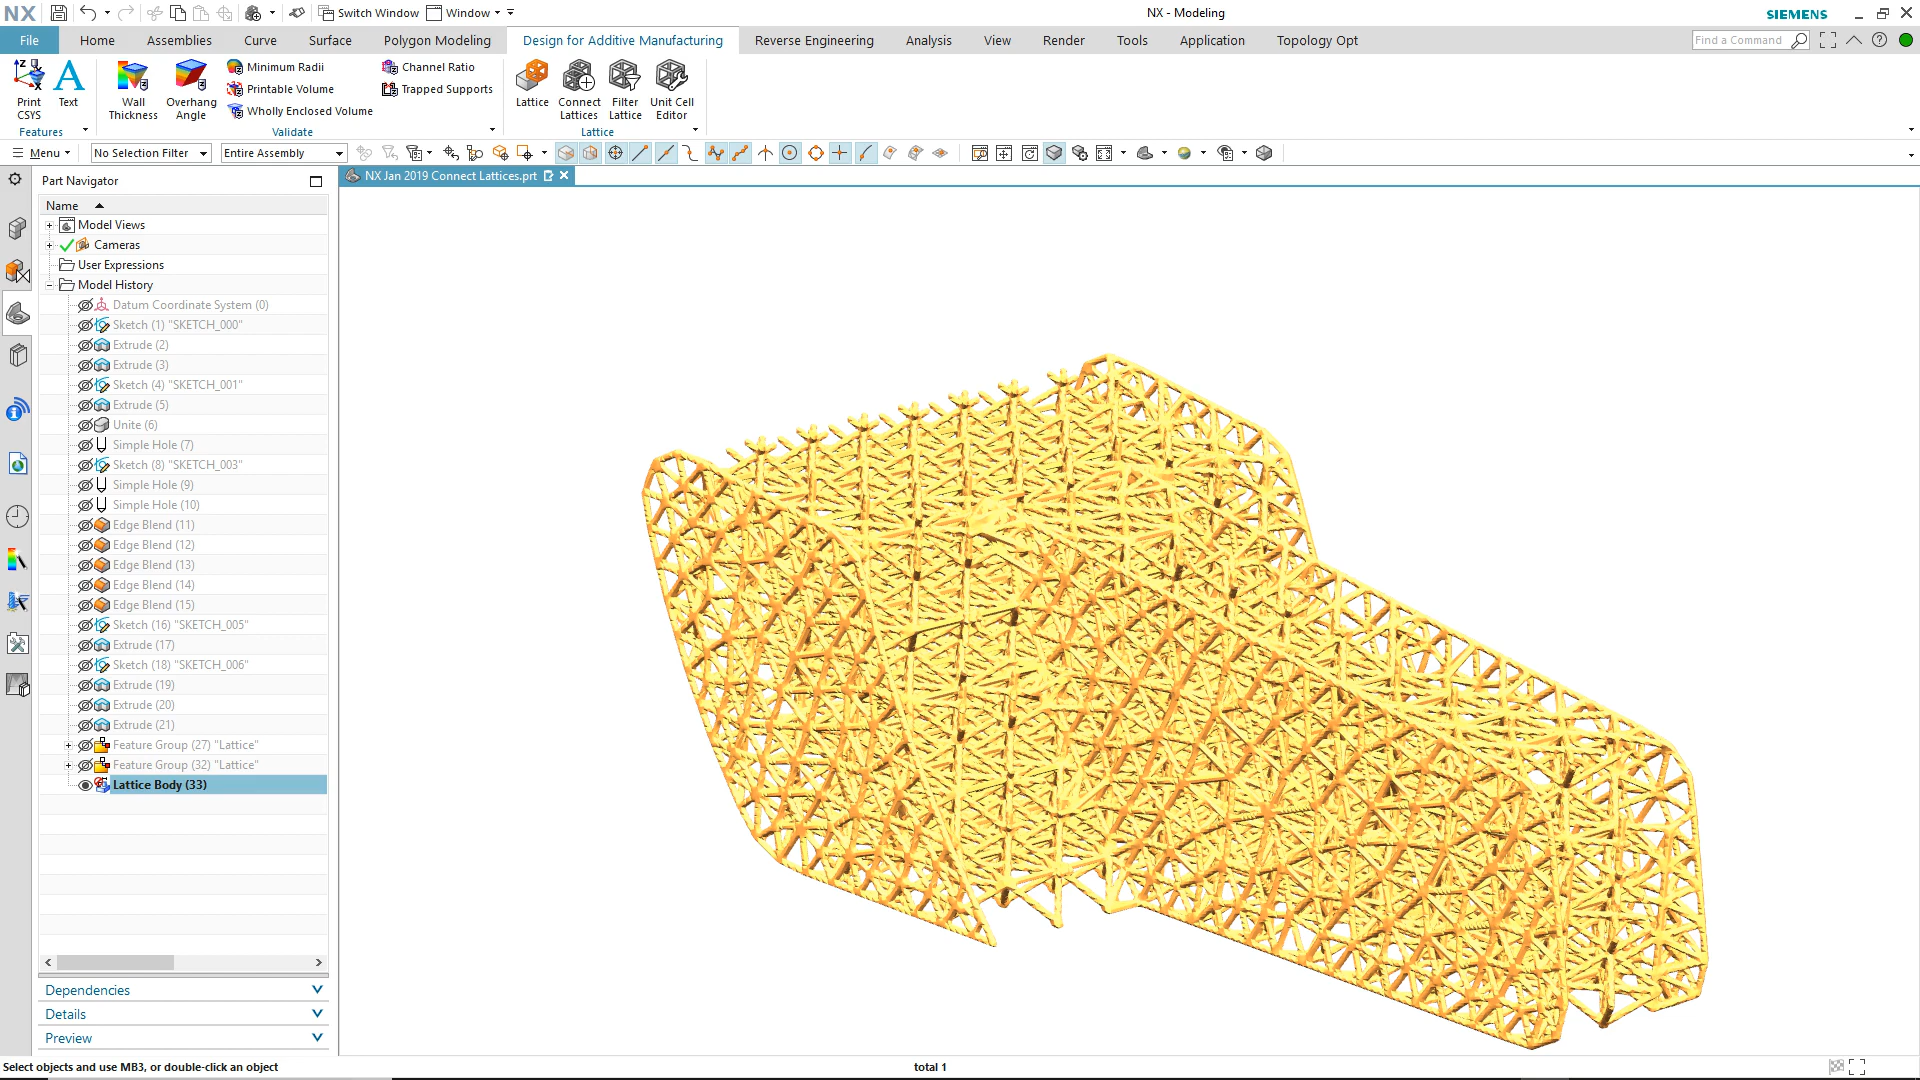 NX
Switch Window
Window
NX - Modeling
SIEMENS
File
Home
Assemblies
Curve
Surface
Polygon Modeling
Design for Additive Manufacturing
Reverse Engineering
Analysis
View
Render
Tools
Application
Topology Opt
Find a Command
Print
CSYS
Text
Features
Wall
Thickness
Overhang
Angle
Minimum Radii
Printable Volume
Wholly Enclosed Volume
Channel Ratio
Trapped Supports
Validate
Lattice
Connect
Lattices
Filter
Lattice
Unit Cell
Editor
Lattice
Menu
No Selection Filter
Entire Assembly
Part Navigator
NX Jan 2019 Connect Lattices.prt
Name
Model Views
Cameras
User Expressions
Model History
Datum Coordinate System (0)
Sketch (1) "SKETCH_000"
Extrude (2)
Extrude (3)
Sketch (4) "SKETCH_001"
Extrude (5)
Unite (6)
Simple Hole (7)
Sketch (8) "SKETCH_003"
Simple Hole (9)
Simple Hole (10)
Edge Blend (11)
Edge Blend (12)
Edge Blend (13)
Edge Blend (14)
Edge Blend (15)
Sketch (16) "SKETCH_005"
Extrude (17)
Sketch (18) "SKETCH_006"
Extrude (19)
Extrude (20)
Extrude (21)
Feature Group (27) "Lattice"
Feature Group (32) "Lattice"
Lattice Body (33)
Dependencies
Details
Preview
Select objects and use MB3, or double-click an object
total 1